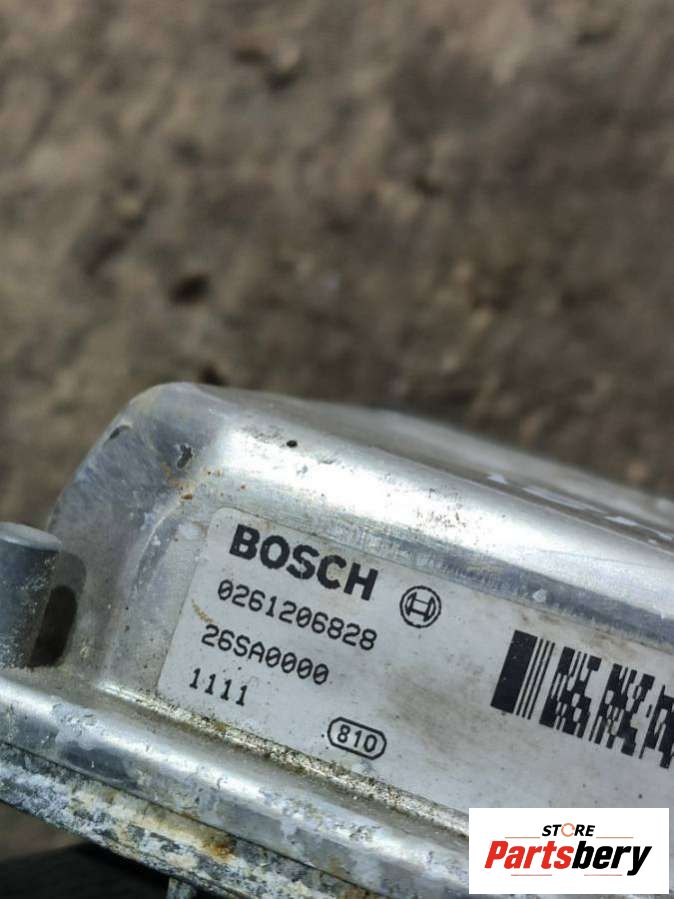 BOSCH
0261206828
26SA0000
1111
810
STORE
Partsbery